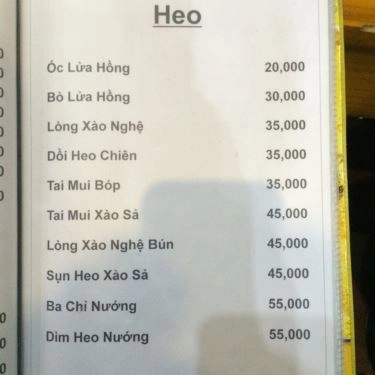 Heo
Óc Lửa Hồng 20,000
Bò Lửa Hồng 30,000
Lòng Xào Nghệ 35,000
Dồi Heo Chiên 35,000
Tai Mui Bóp 35,000
Tai Mui Xào Sả 45,000
Lòng Xào Nghệ Bún 45,000
Sụn Heo Xào Sả 45,000
Ba Chỉ Nướng 55,000
Dìm Heo Nướng 55,000